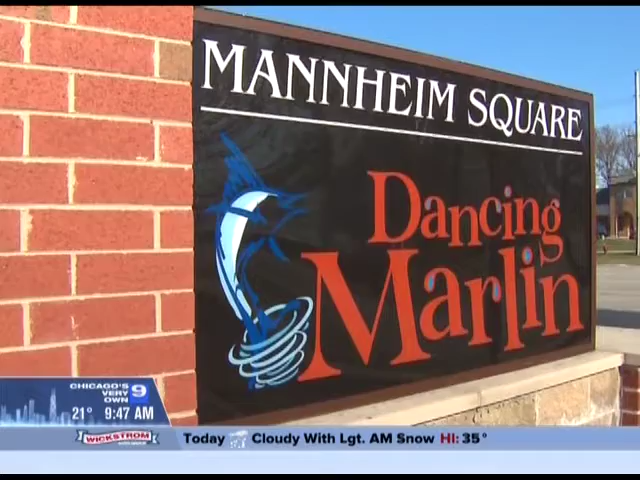 MANNHEIM SQUARE
Dancing
Marlin
CHICAGO'S
VERY
OWN 9
21° 9:47 AM
WICKSTROM
Today Cloudy With Lgt. AM Snow HI: 35°